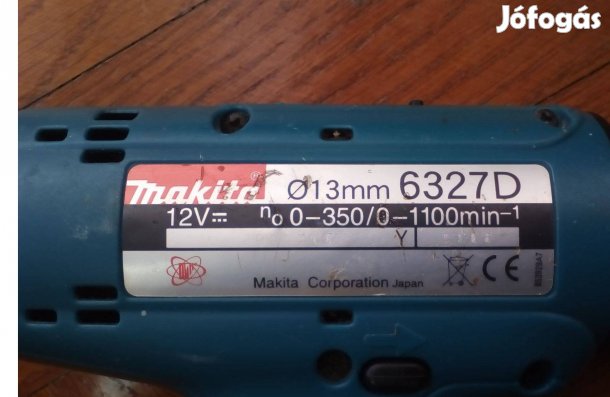 Jófogás
makita Ø13mm 6327D
12V⎓ n₀ 0-350/0-1100min⁻¹
Y
Makita Corporation Japan CE